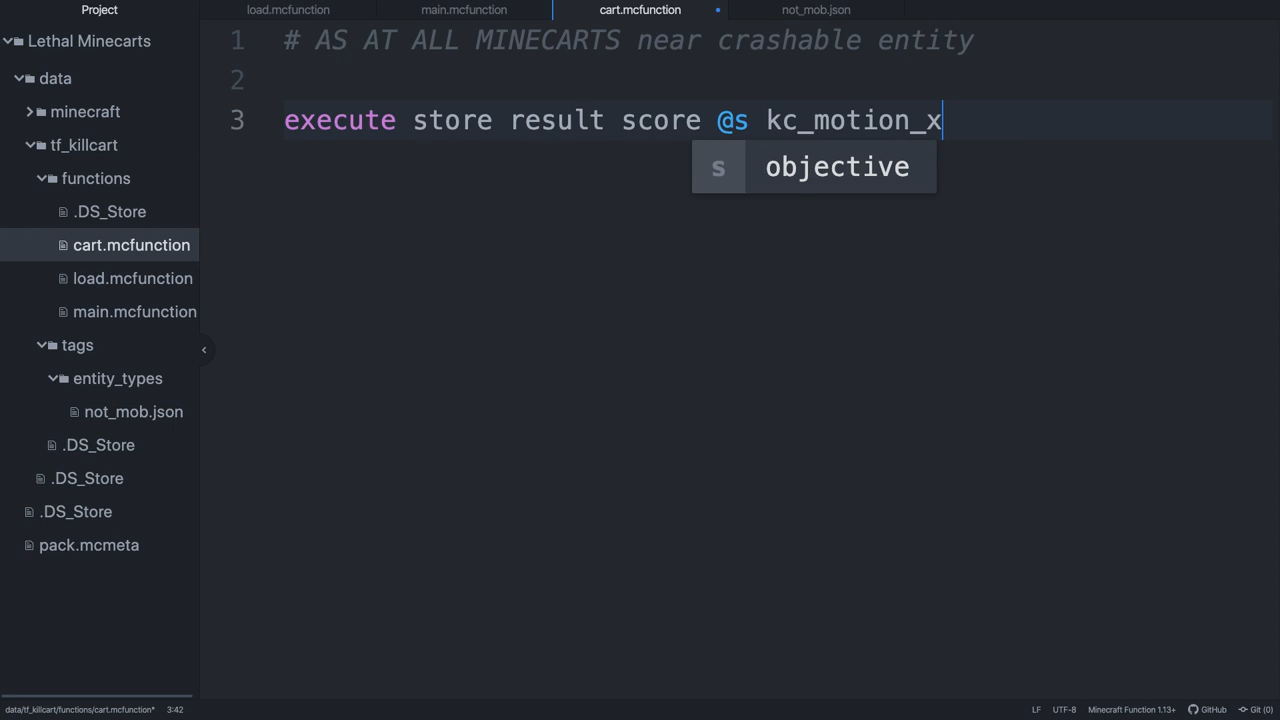 Project
load.mcfunction
main.mcfunction
cart.mcfunction
not_mob.json
Lethal Minecarts
data
minecraft
tf_killcart
functions
.DS_Store
cart.mcfunction
load.mcfunction
main.mcfunction
tags
entity_types
not_mob.json
.DS_Store
.DS_Store
.DS_Store
pack.mcmeta
1 # AS AT ALL MINECARTS near crashable entity
2
3 execute store result score @s kc_motion_x
s objective
data/tf_killcart/functions/cart.mcfunction* 3:42
LF UTF-8 Minecraft Function 1.13+ GitHub Git (0)